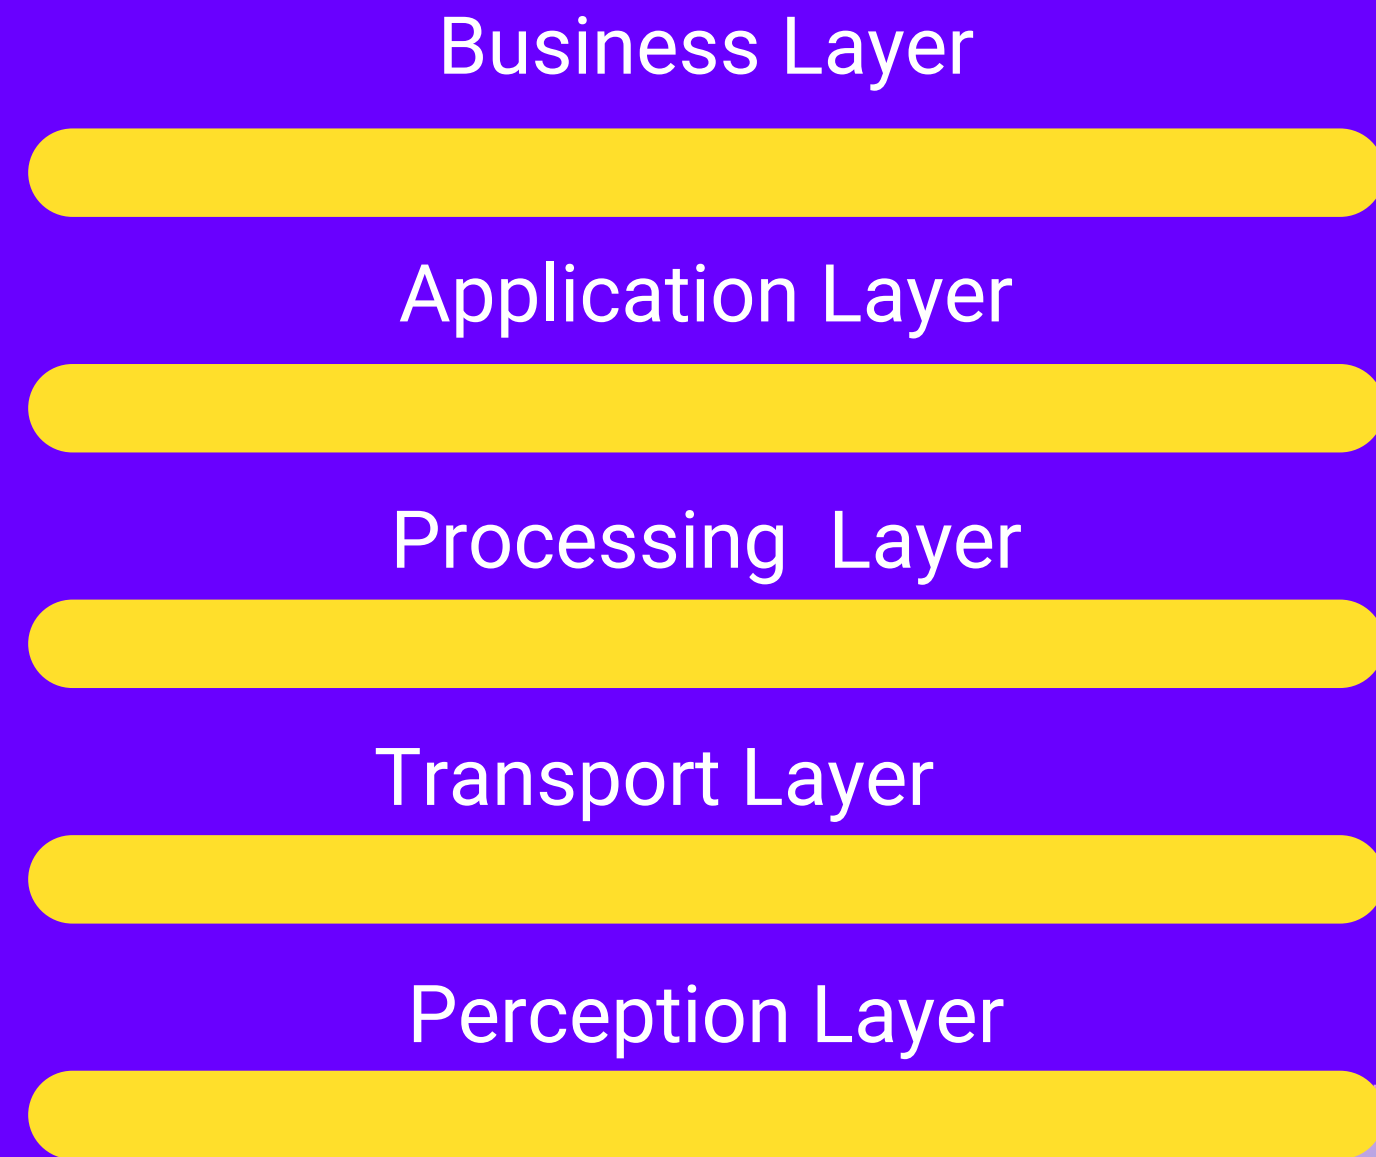 Business Layer
Application Layer
Processing  Layer
Transport Layer
Perception Layer